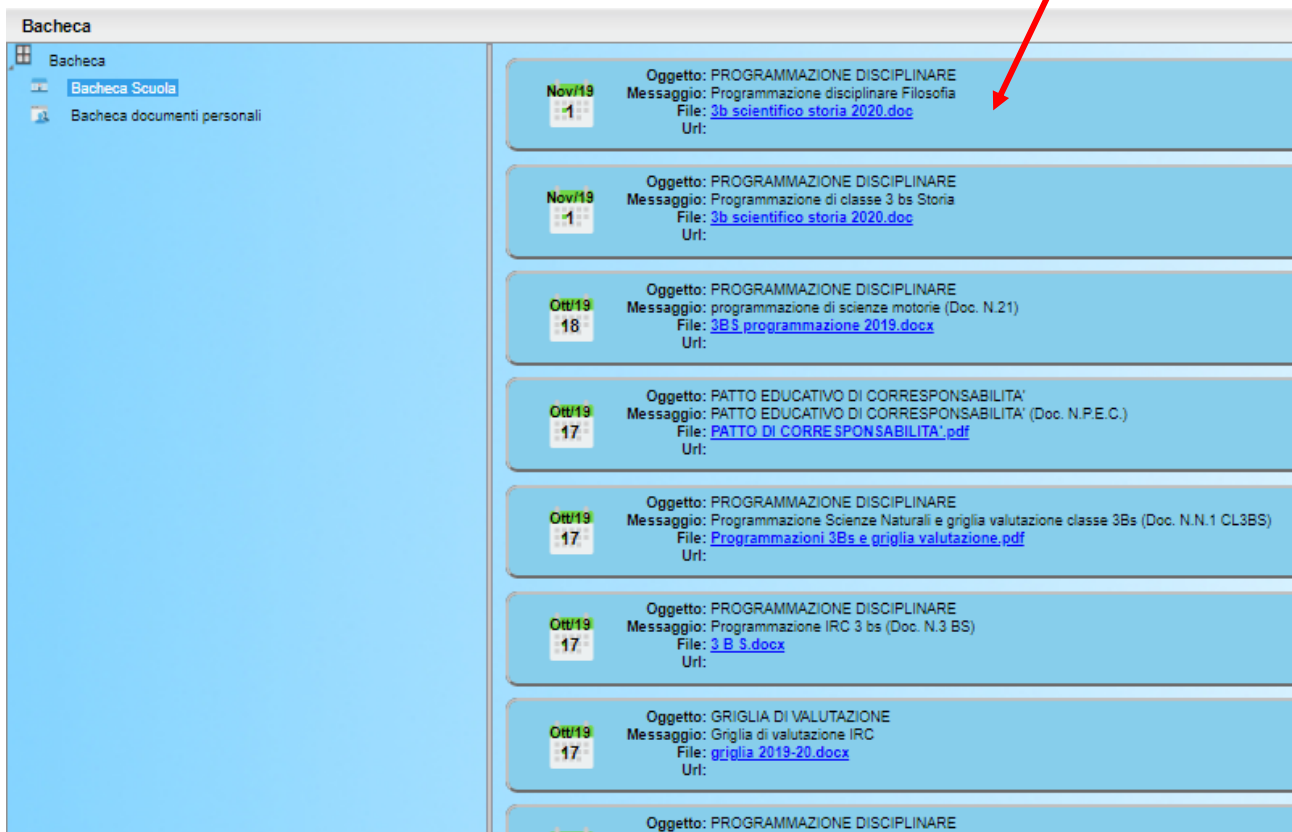 Bacheca
Bacheca
Bacheca Scuola
Bacheca documenti personali
Nov/19
1
Oggetto: PROGRAMMAZIONE DISCIPLINARE
Messaggio: Programmazione disciplinare Filosofia
File: 3b scientifico storia 2020.doc
Url:
Nov/19
1
Oggetto: PROGRAMMAZIONE DISCIPLINARE
Messaggio: Programmazione di classe 3 bs Storia
File: 3b scientifico storia 2020.doc
Url:
Ott/19
18
Oggetto: PROGRAMMAZIONE DISCIPLINARE
Messaggio: programmazione di scienze motorie (Doc. N.21)
File: 3BS programmazione 2019.docx
Url:
Ott/19
17
Oggetto: PATTO EDUCATIVO DI CORRESPONSABILITA'
Messaggio: PATTO EDUCATIVO DI CORRESPONSABILITA' (Doc. N.P.E.C.)
File: PATTO DI CORRESPONSABILITA'.pdf
Url:
Ott/19
17
Oggetto: PROGRAMMAZIONE DISCIPLINARE
Messaggio: Programmazione Scienze Naturali e griglia valutazione classe 3Bs (Doc. N.N.1 CL3BS)
File: Programmazioni 3Bs e griglia valutazione.pdf
Url:
Ott/19
17
Oggetto: PROGRAMMAZIONE DISCIPLINARE
Messaggio: Programmazione IRC 3 bs (Doc. N.3 BS)
File: 3 B S.docx
Url:
Ott/19
17
Oggetto: GRIGLIA DI VALUTAZIONE
Messaggio: Griglia di valutazione IRC
File: griglia 2019-20.docx
Url:
Oggetto: PROGRAMMAZIONE DISCIPLINARE